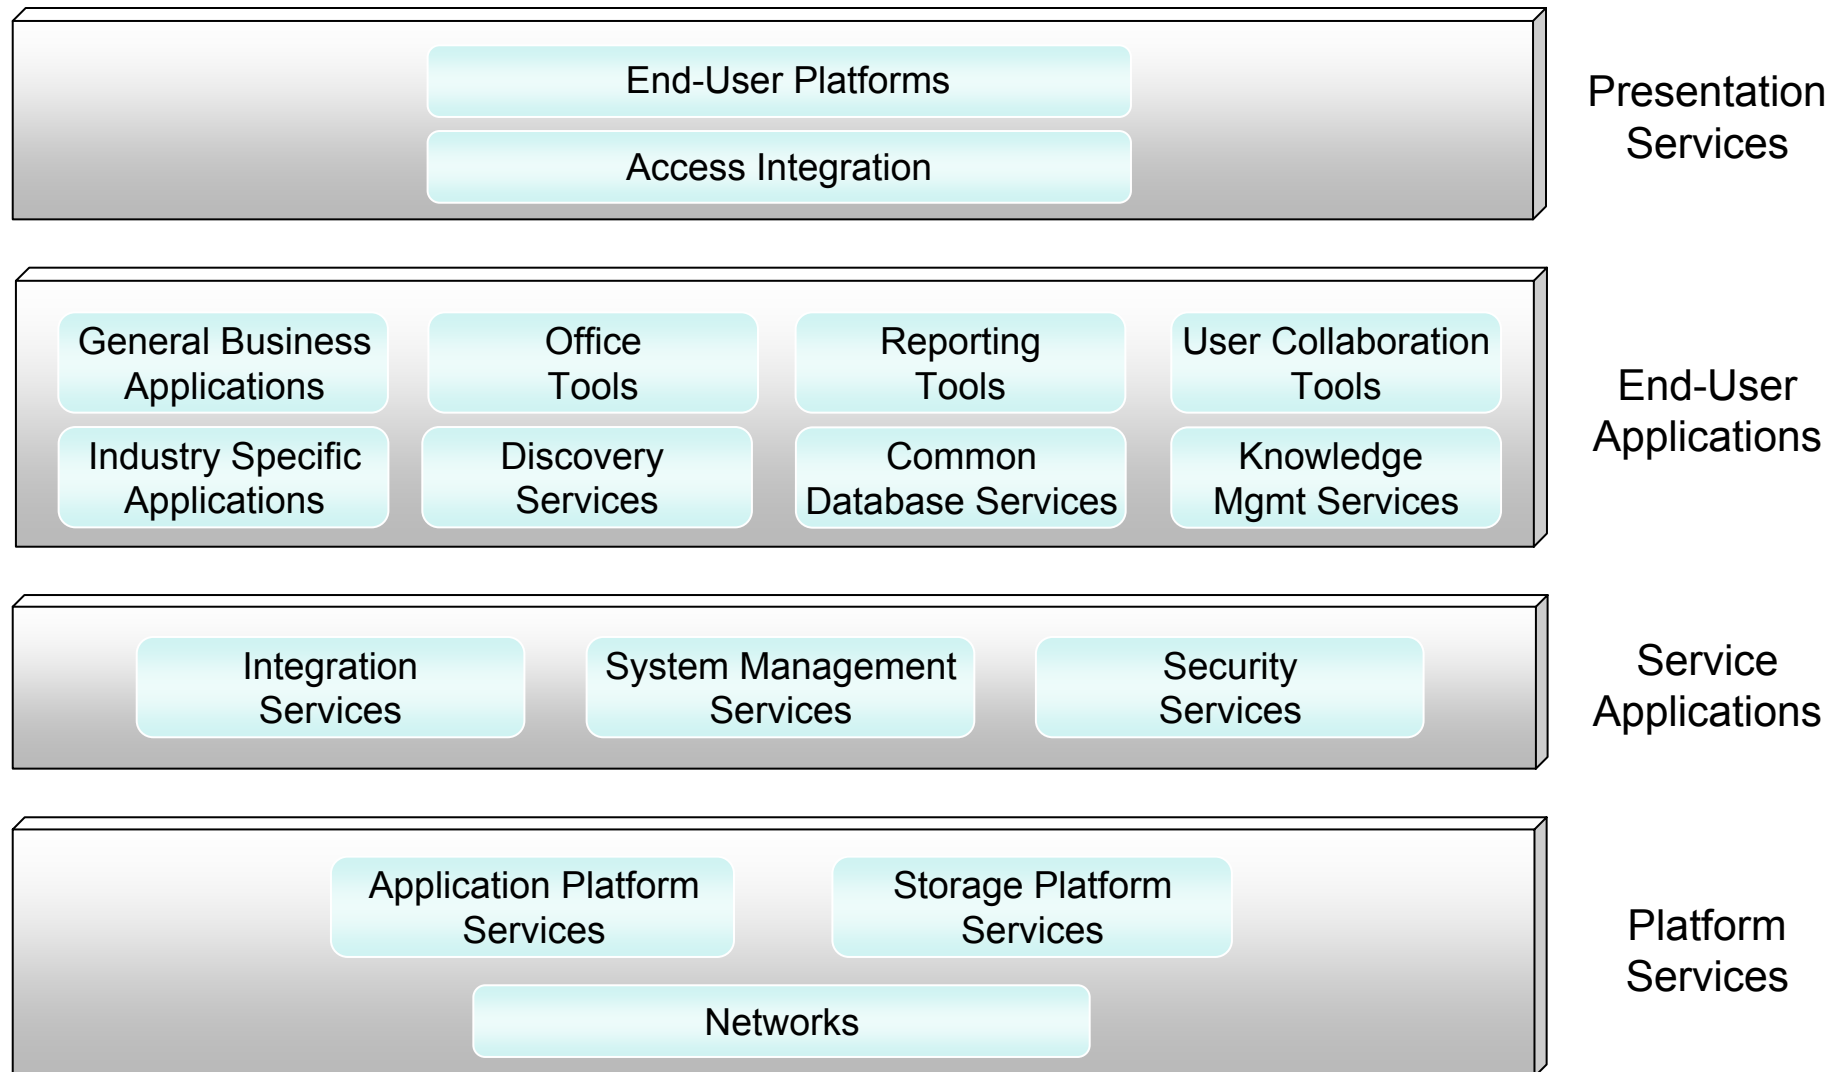 End-User Platforms
Access Integration
Presentation
Services
General Business
Applications
Office
Tools
Reporting
Tools
User Collaboration
Tools
Industry Specific
Applications
Discovery
Services
Common
Database Services
Knowledge
Mgmt Services
End-User
Applications
Integration
Services
System Management
Services
Security
Services
Service
Applications
Application Platform
Services
Storage Platform
Services
Networks
Platform
Services